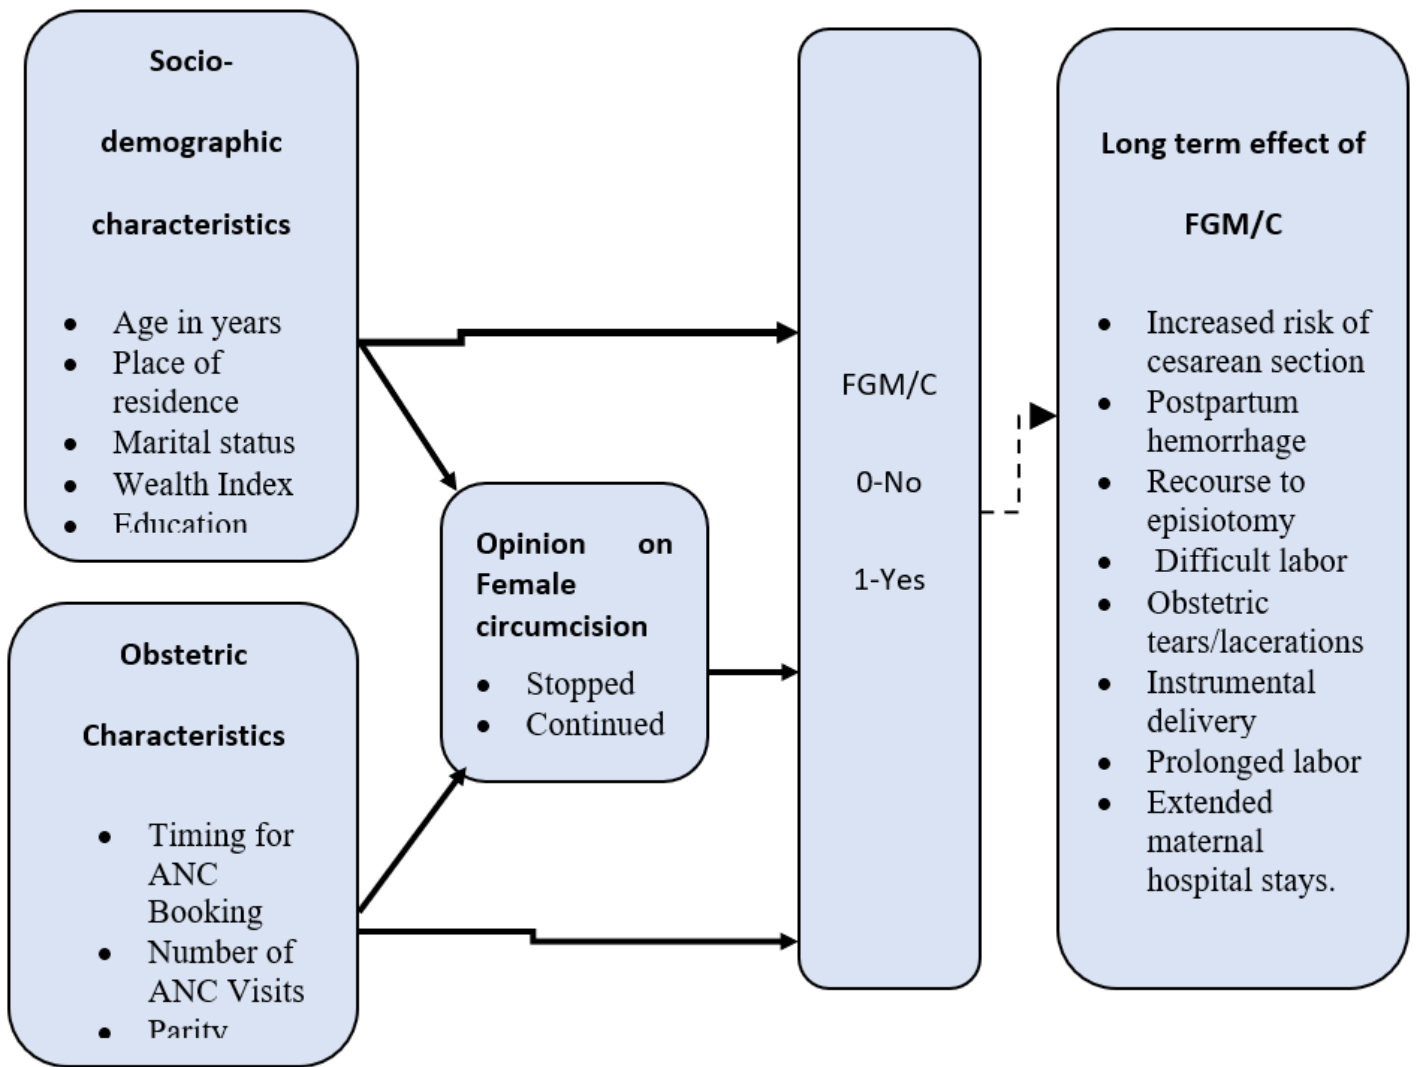 Socio-
demographic
characteristics
• Age in years
• Place of
residence
• Marital status
• Wealth Index
• Education
Obstetric
Characteristics
• Timing for
ANC
Booking
• Number of
ANC Visits
• Parity
Opinion on
Female
circumcision
• Stopped
• Continued
FGM/C
0-No
1-Yes
Long term effect of
FGM/C
• Increased risk of
cesarean section
• Postpartum
hemorrhage
• Recourse to
episiotomy
• Difficult labor
• Obstetric
tears/lacerations
• Instrumental
delivery
• Prolonged labor
• Extended
maternal
hospital stays.